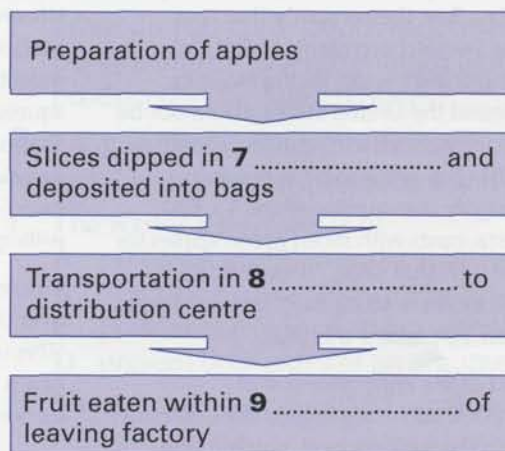 Preparation of apples
Slices dipped in 7 ........................ and
deposited into bags
Transportation in 8 ........................ to
distribution centre
Fruit eaten within 9 ........................ of
leaving factory